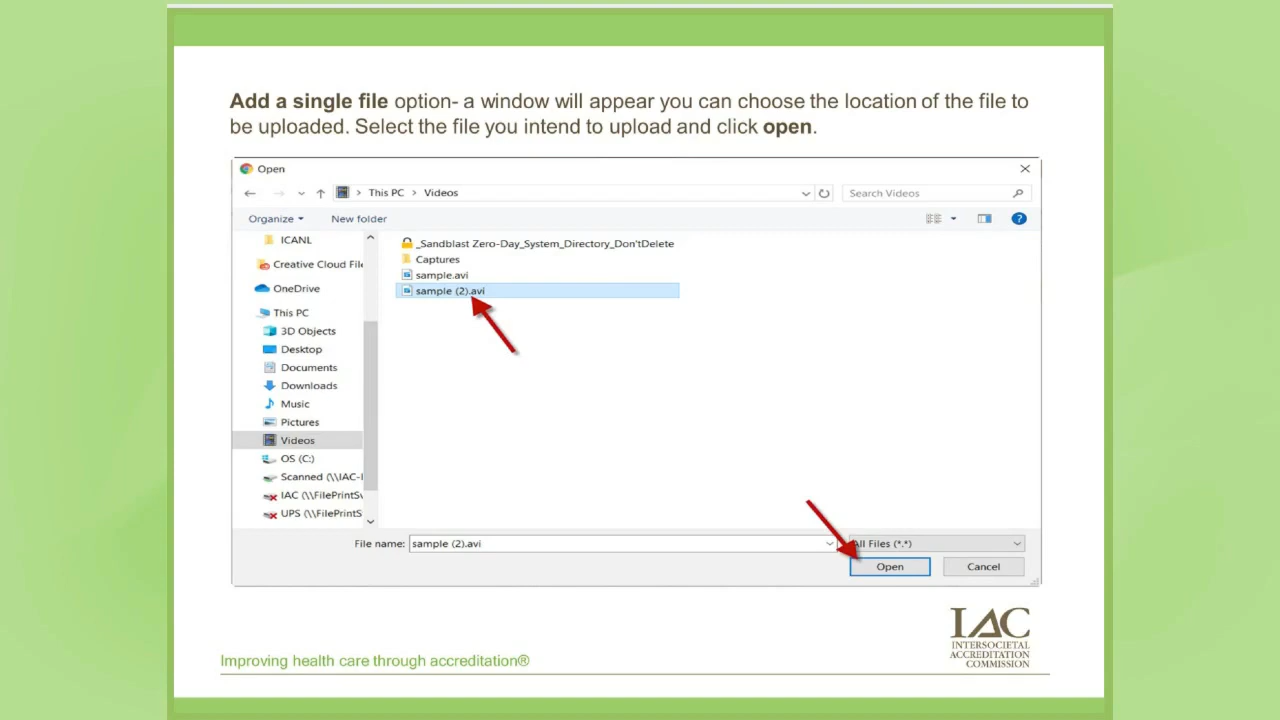 Add a single file option- a window will appear you can choose the location of the file to
be uploaded. Select the file you intend to upload and click open.
Open
This PC > Videos
Search Videos
Organize
New folder
ICANL
Creative Cloud File
OneDrive
This PC
3D Objects
Desktop
Documents
Downloads
Music
Pictures
Videos
OS (C:)
Scanned (\\IAC-I
IAC (\\FilePrintSv
UPS (\\FilePrintS
_Sandblast Zero-Day_System_Directory_Don'tDelete
Captures
sample.avi
sample (2).avi
File name: sample (2).avi
All Files (*.*)
Open
Cancel
IAC
INTERSOCIETAL
ACCREDITATION
COMMISSION
Improving health care through accreditation®